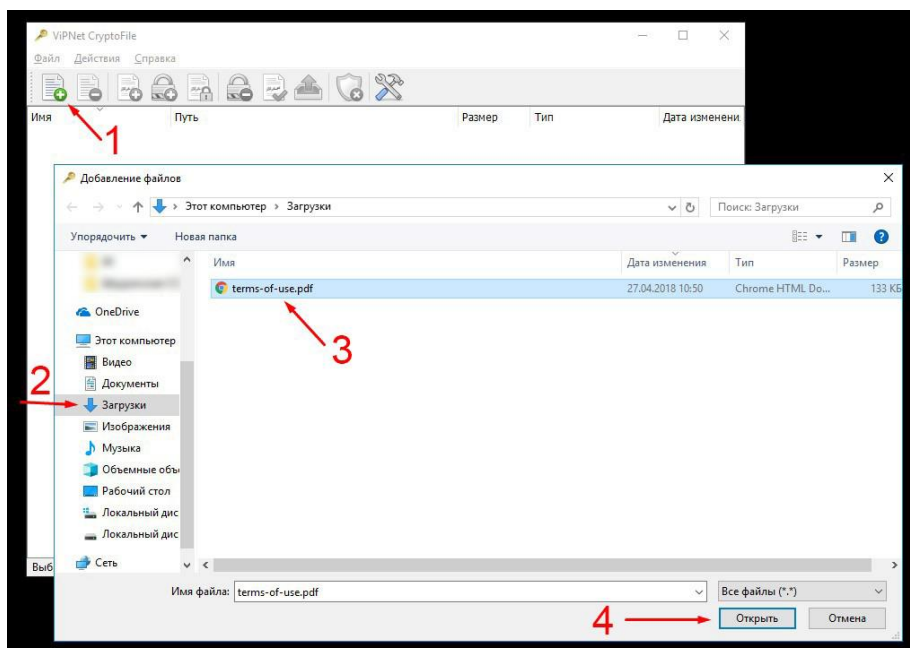 ViPNet CryptoFile
Файл Действия Справка
Имя Путь Размер Тип Дата изменени
1
Добавление файлов
Этот компьютер > Загрузки
Поиск: Загрузки
Упорядочить Новая папка
Имя Дата изменения Тип Размер
terms-of-use.pdf 27.04.2018 10:50 Chrome HTML Do... 133 КБ
OneDrive
3
Этот компьютер
Видео
2
Документы
Загрузки
Изображения
Музыка
Объемные объ
Рабочий стол
Локальный дис
Локальный дис
Сеть
Выб
Имя файла: terms-of-use.pdf Все файлы (*.*)
4
Открыть Отмена